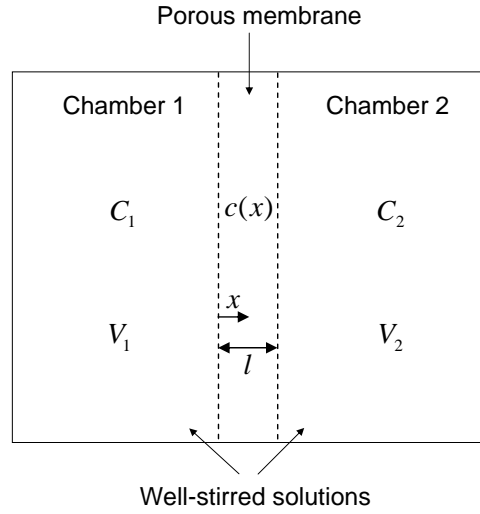 Porous membrane
Chamber 1
Chamber 2
C₁
c(x)
C₂
x
V₁
V₂
l
Well-stirred solutions